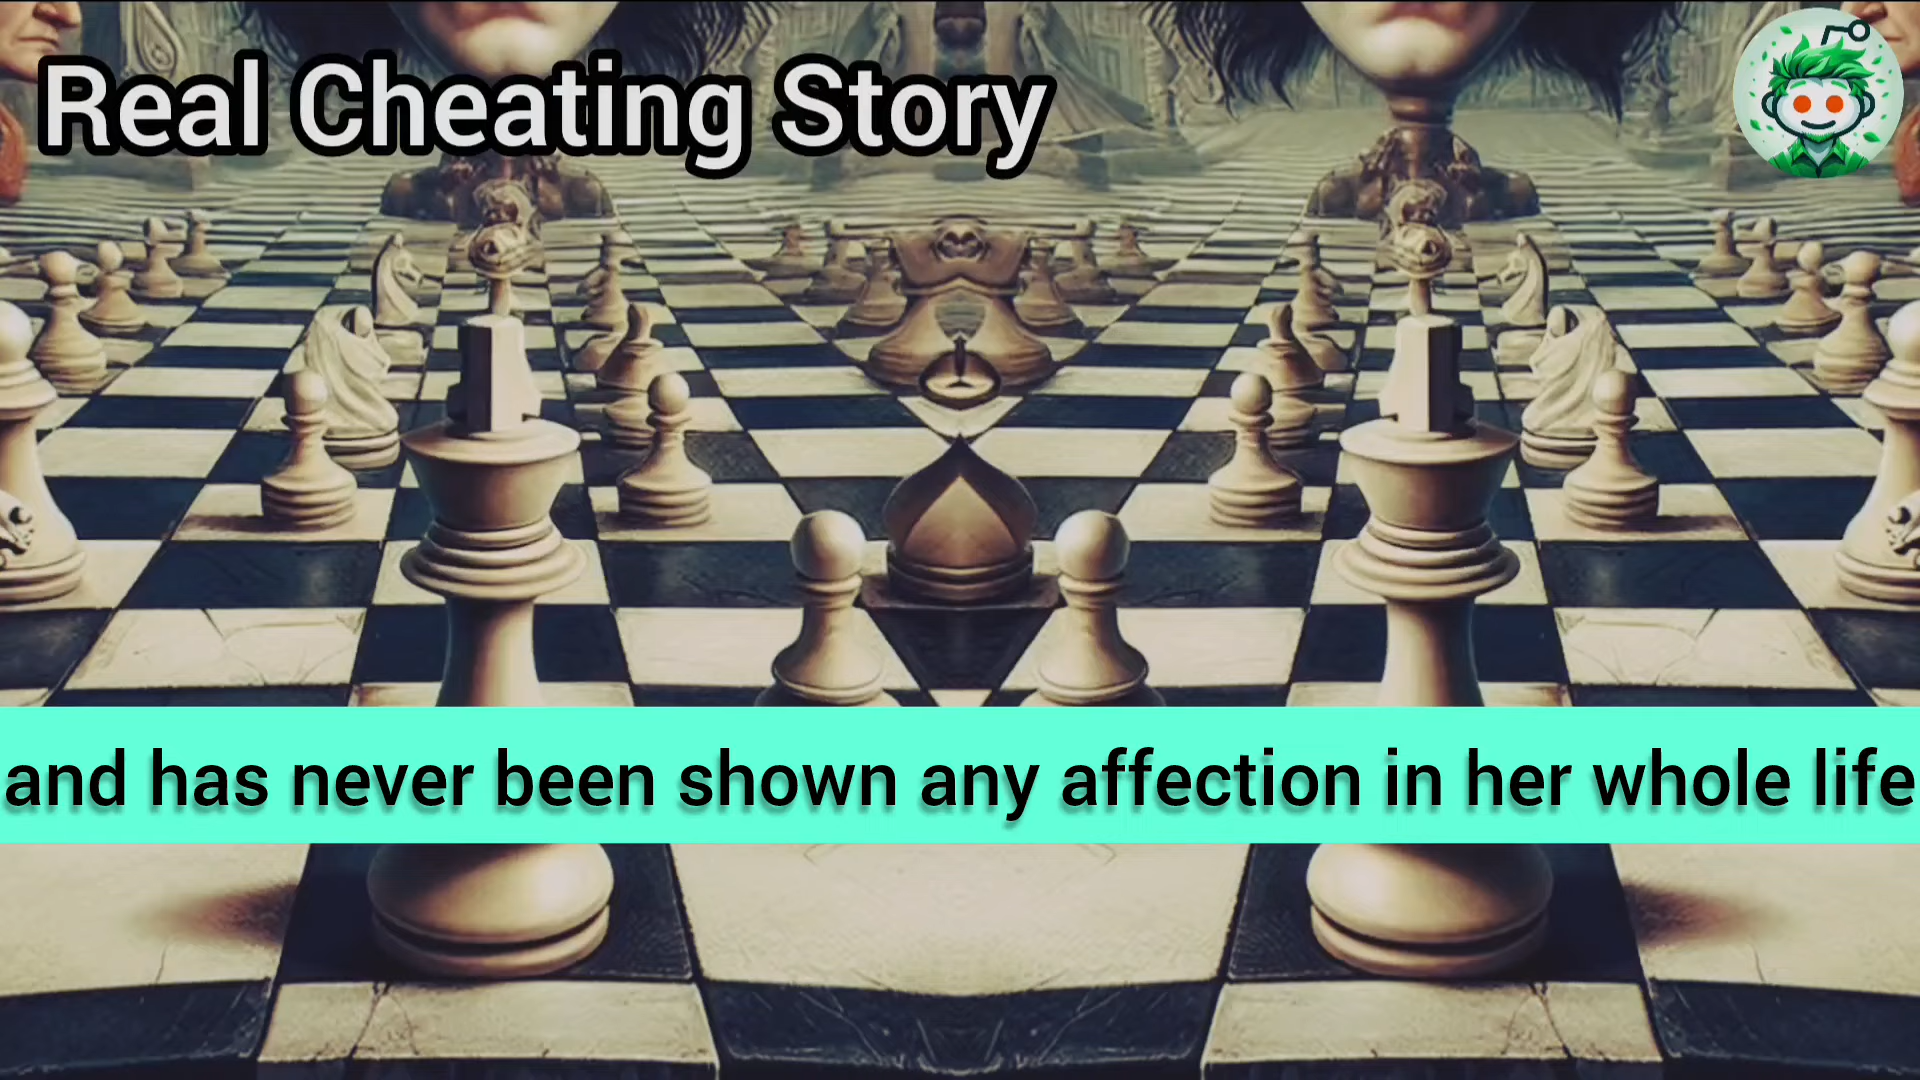 Real Cheating Story
and has never been shown any affection in her whole life